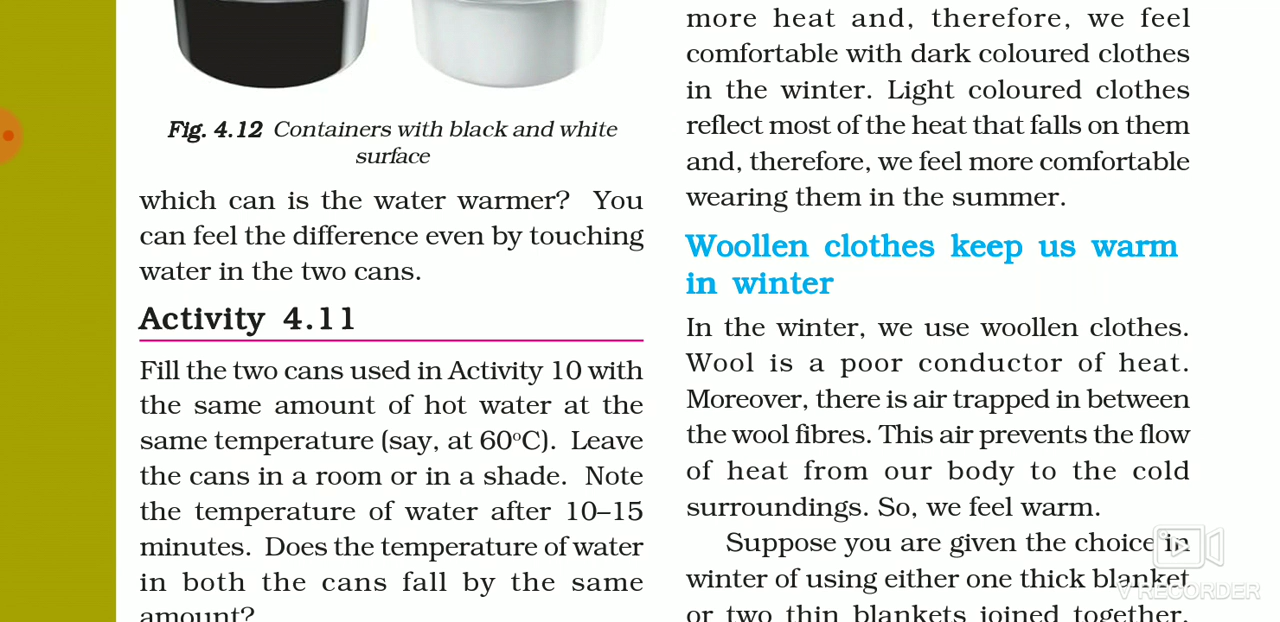 Fig. 4.12 Containers with black and white
surface
which can is the water warmer? You
can feel the difference even by touching
water in the two cans.
Activity 4.11
Fill the two cans used in Activity 10 with
the same amount of hot water at the
same temperature (say, at 60°C). Leave
the cans in a room or in a shade. Note
the temperature of water after 10–15
minutes. Does the temperature of water
in both the cans fall by the same
amount?
more heat and, therefore, we feel
comfortable with dark coloured clothes
in the winter. Light coloured clothes
reflect most of the heat that falls on them
and, therefore, we feel more comfortable
wearing them in the summer.
Woollen clothes keep us warm
in winter
In the winter, we use woollen clothes.
Wool is a poor conductor of heat.
Moreover, there is air trapped in between
the wool fibres. This air prevents the flow
of heat from our body to the cold
surroundings. So, we feel warm.
Suppose you are given the choice in
winter of using either one thick blanket
or two thin blankets joined together.
V RECORDER